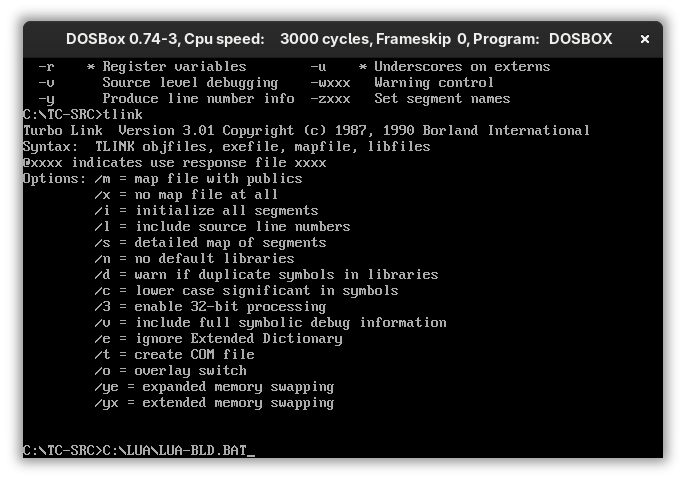 DOSBox 0.74-3, Cpu speed:    3000 cycles, Frameskip  0, Program:   DOSBOX ×
  -r    * Register variables        -u    * Underscores on externs
  -v      Source level debugging    -wxxx   Warning control
  -y      Produce line number info  -zxxx   Set segment names
C:\TC-SRC>tlink
Turbo Link  Version 3.01 Copyright (c) 1987, 1990 Borland International
Syntax:  TLINK objfiles, exefile, mapfile, libfiles
@xxxx indicates use response file xxxx
Options: /m = map file with publics
         /x = no map file at all
         /i = initialize all segments
         /l = include source line numbers
         /s = detailed map of segments
         /n = no default libraries
         /d = warn if duplicate symbols in libraries
         /c = lower case significant in symbols
         /3 = enable 32-bit processing
         /v = include full symbolic debug information
         /e = ignore Extended Dictionary
         /t = create COM file
         /o = overlay switch
         /ye = expanded memory swapping
         /yx = extended memory swapping
C:\TC-SRC>C:\LUA\LUA-BLD.BAT_